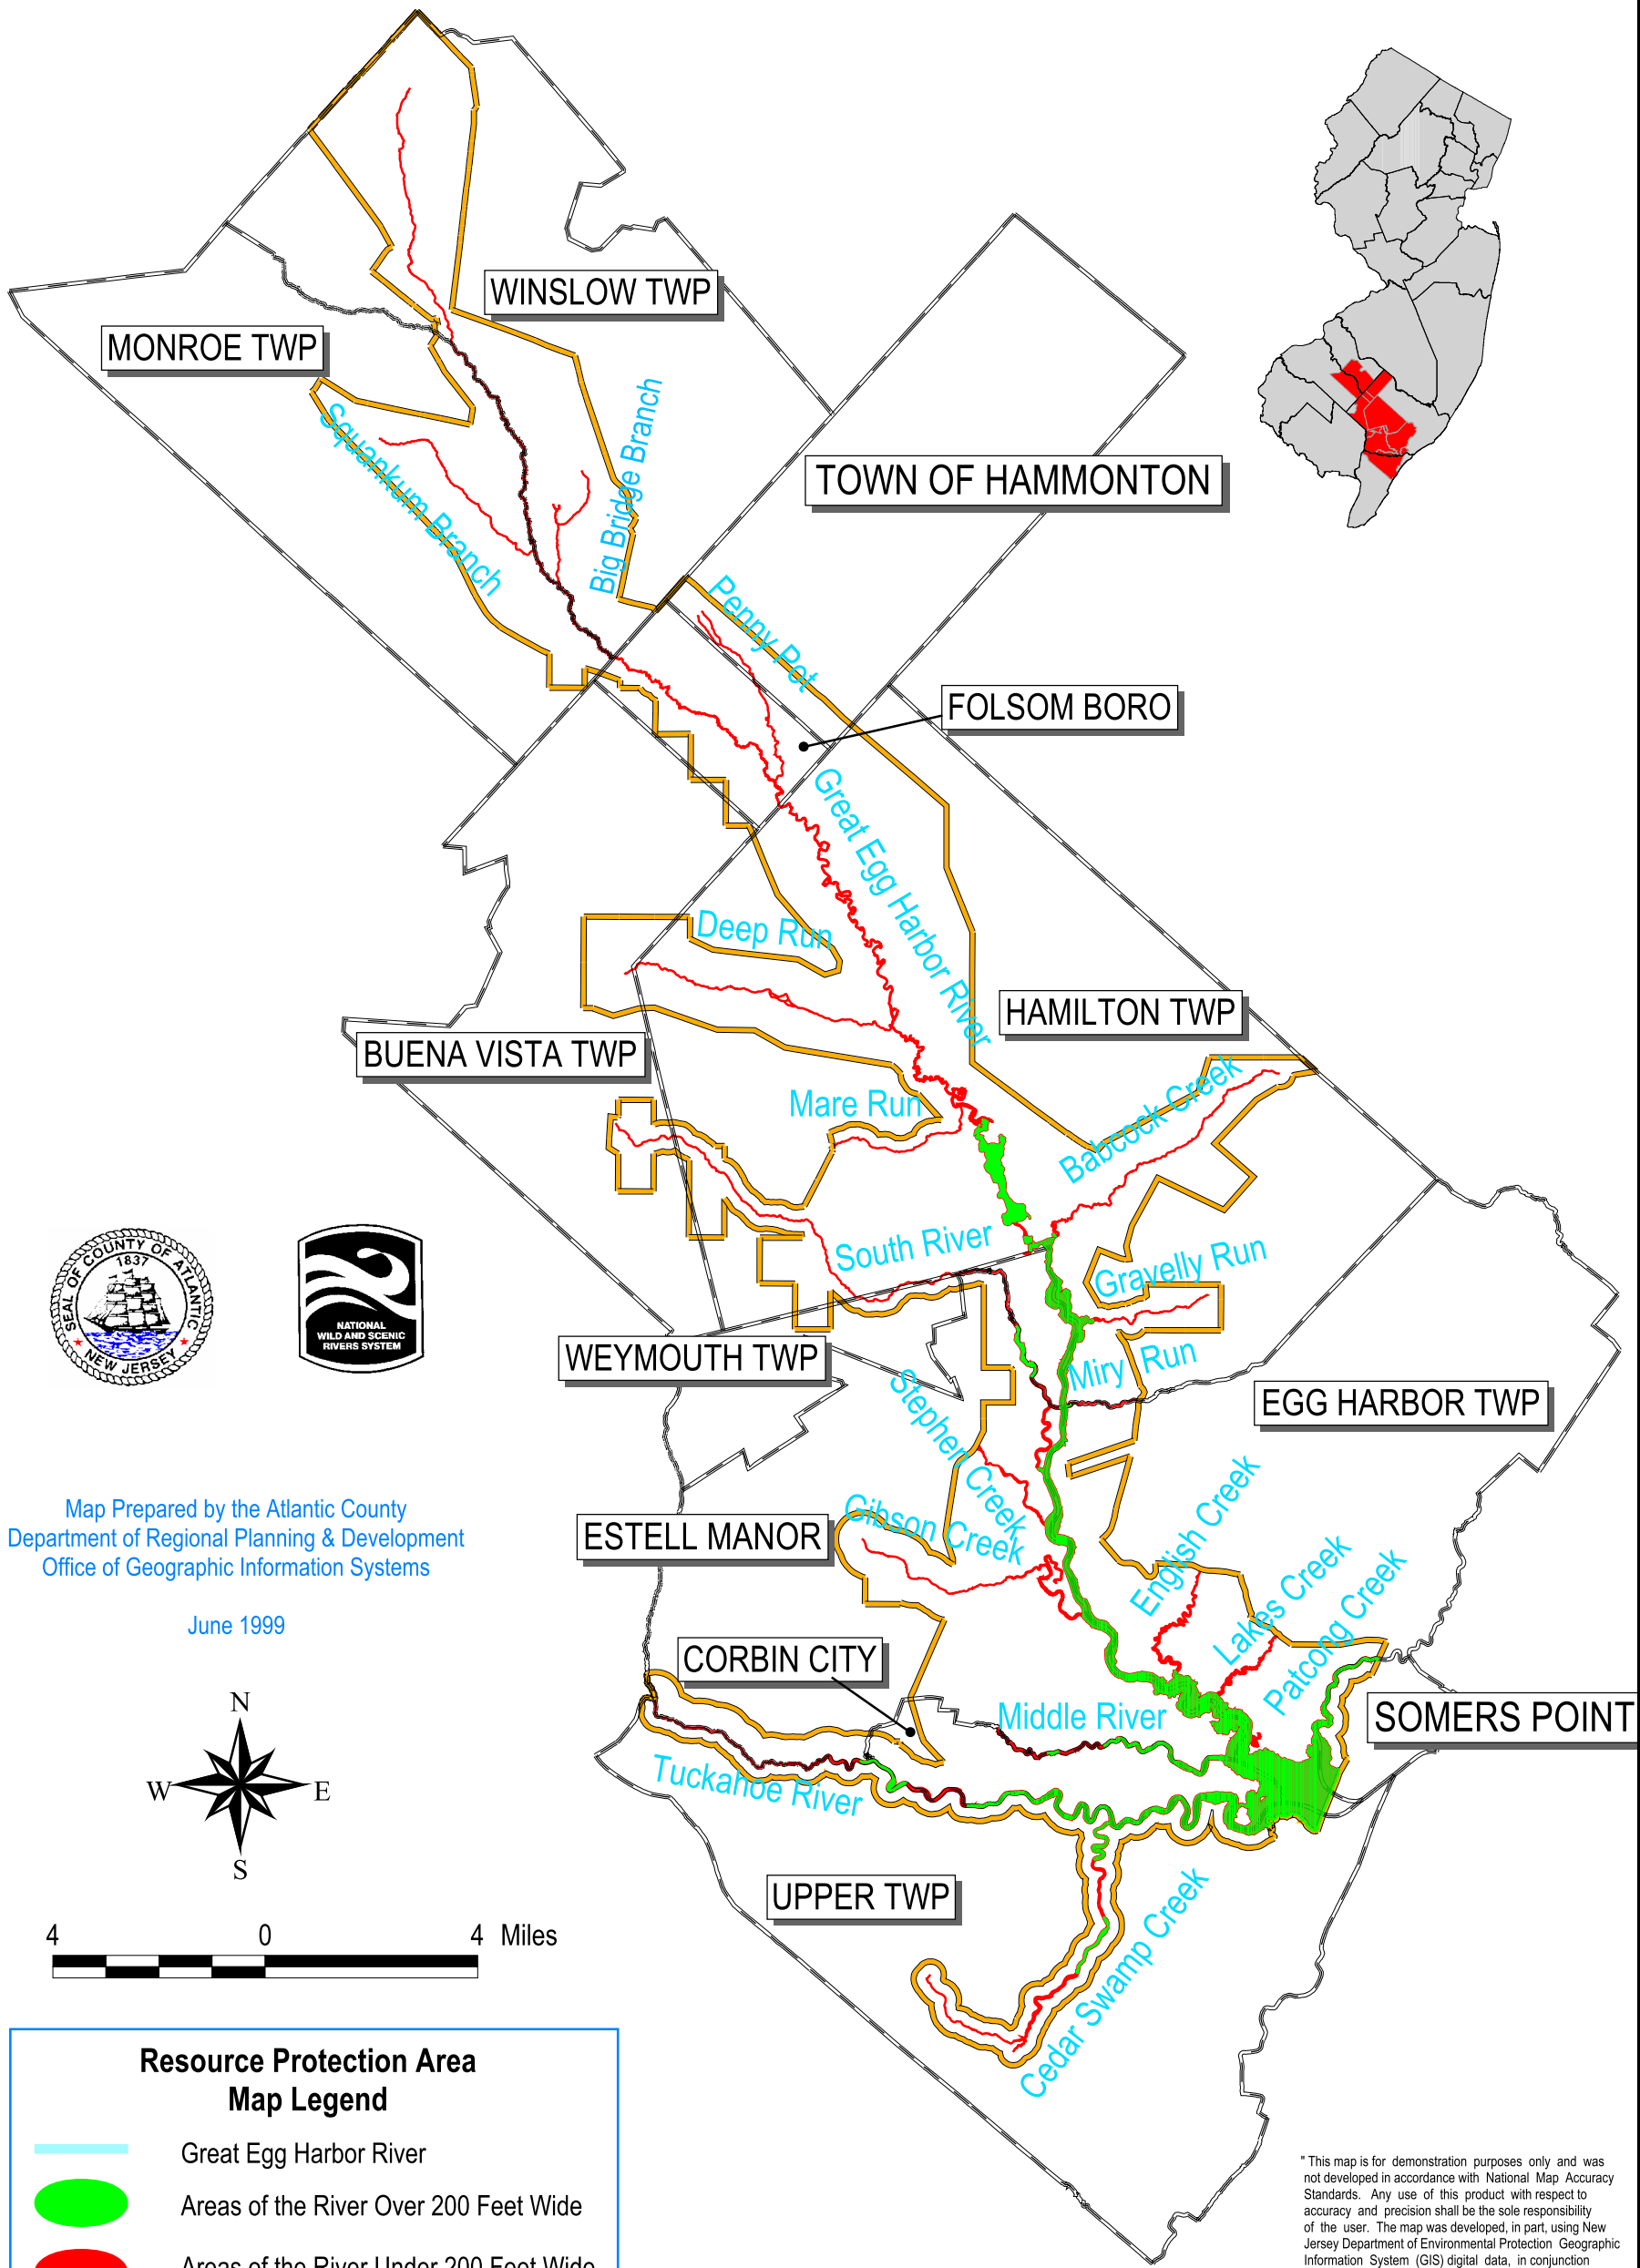 WINSLOW TWP
MONROE TWP
Squankum Branch
Big Bridge Branch
TOWN OF HAMMONTON
Penny Pot
FOLSOM BORO
Great Egg Harbor River
Deep Run
HAMILTON TWP
BUENA VISTA TWP
Mare Run
Babcock Creek
South River
Gravelly Run
SEAL OF COUNTY OF ATLANTIC
1837
NEW JERSEY
NATIONAL
WILD AND SCENIC
RIVERS SYSTEM
WEYMOUTH TWP
Miry Run
Stephen Creek
EGG HARBOR TWP
Map Prepared by the Atlantic County
Department of Regional Planning & Development
Office of Geographic Information Systems
June 1999
Gibson Creek
ESTELL MANOR
English Creek
Lakes Creek
Patcong Creek
CORBIN CITY
Middle River
SOMERS POINT
Tuckahoe River
N
W
E
S
UPPER TWP
Cedar Swamp Creek
4 0 4 Miles
Resource Protection Area
Map Legend
Great Egg Harbor River
Areas of the River Over 200 Feet Wide
Areas of the River Under 200 Feet Wide
" This map is for demonstration purposes only and was
not developed in accordance with National Map Accuracy
Standards. Any use of this product with respect to
accuracy and precision shall be the sole responsibility
of the user. The map was developed, in part, using New
Jersey Department of Environmental Protection Geographic
Information System (GIS) digital data, in conjunction